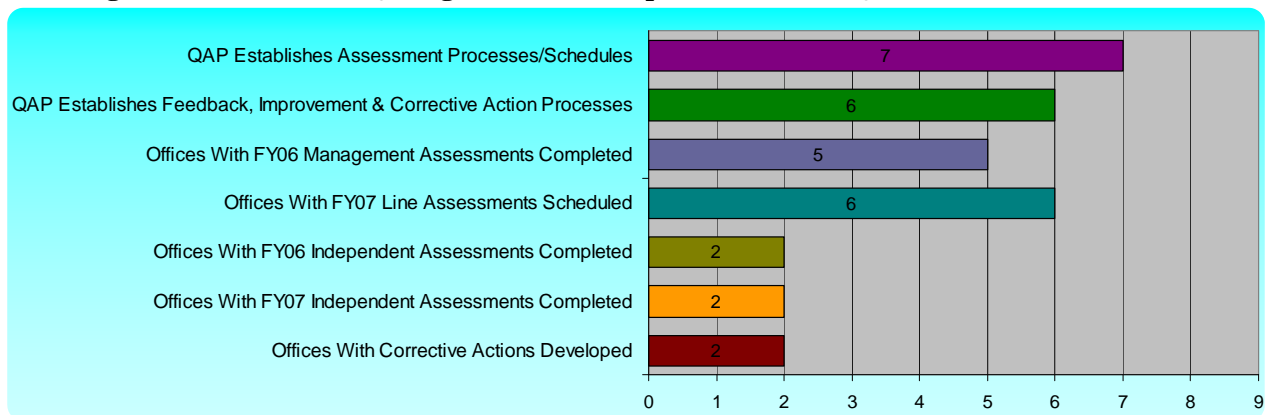 QAP Establishes Assessment Processes/Schedules
7
QAP Establishes Feedback, Improvement & Corrective Action Processes
6
Offices With FY06 Management Assessments Completed
5
Offices With FY07 Line Assessments Scheduled
6
Offices With FY06 Independent Assessments Completed
2
Offices With FY07 Independent Assessments Completed
2
Offices With Corrective Actions Developed
2
0 1 2 3 4 5 6 7 8 9